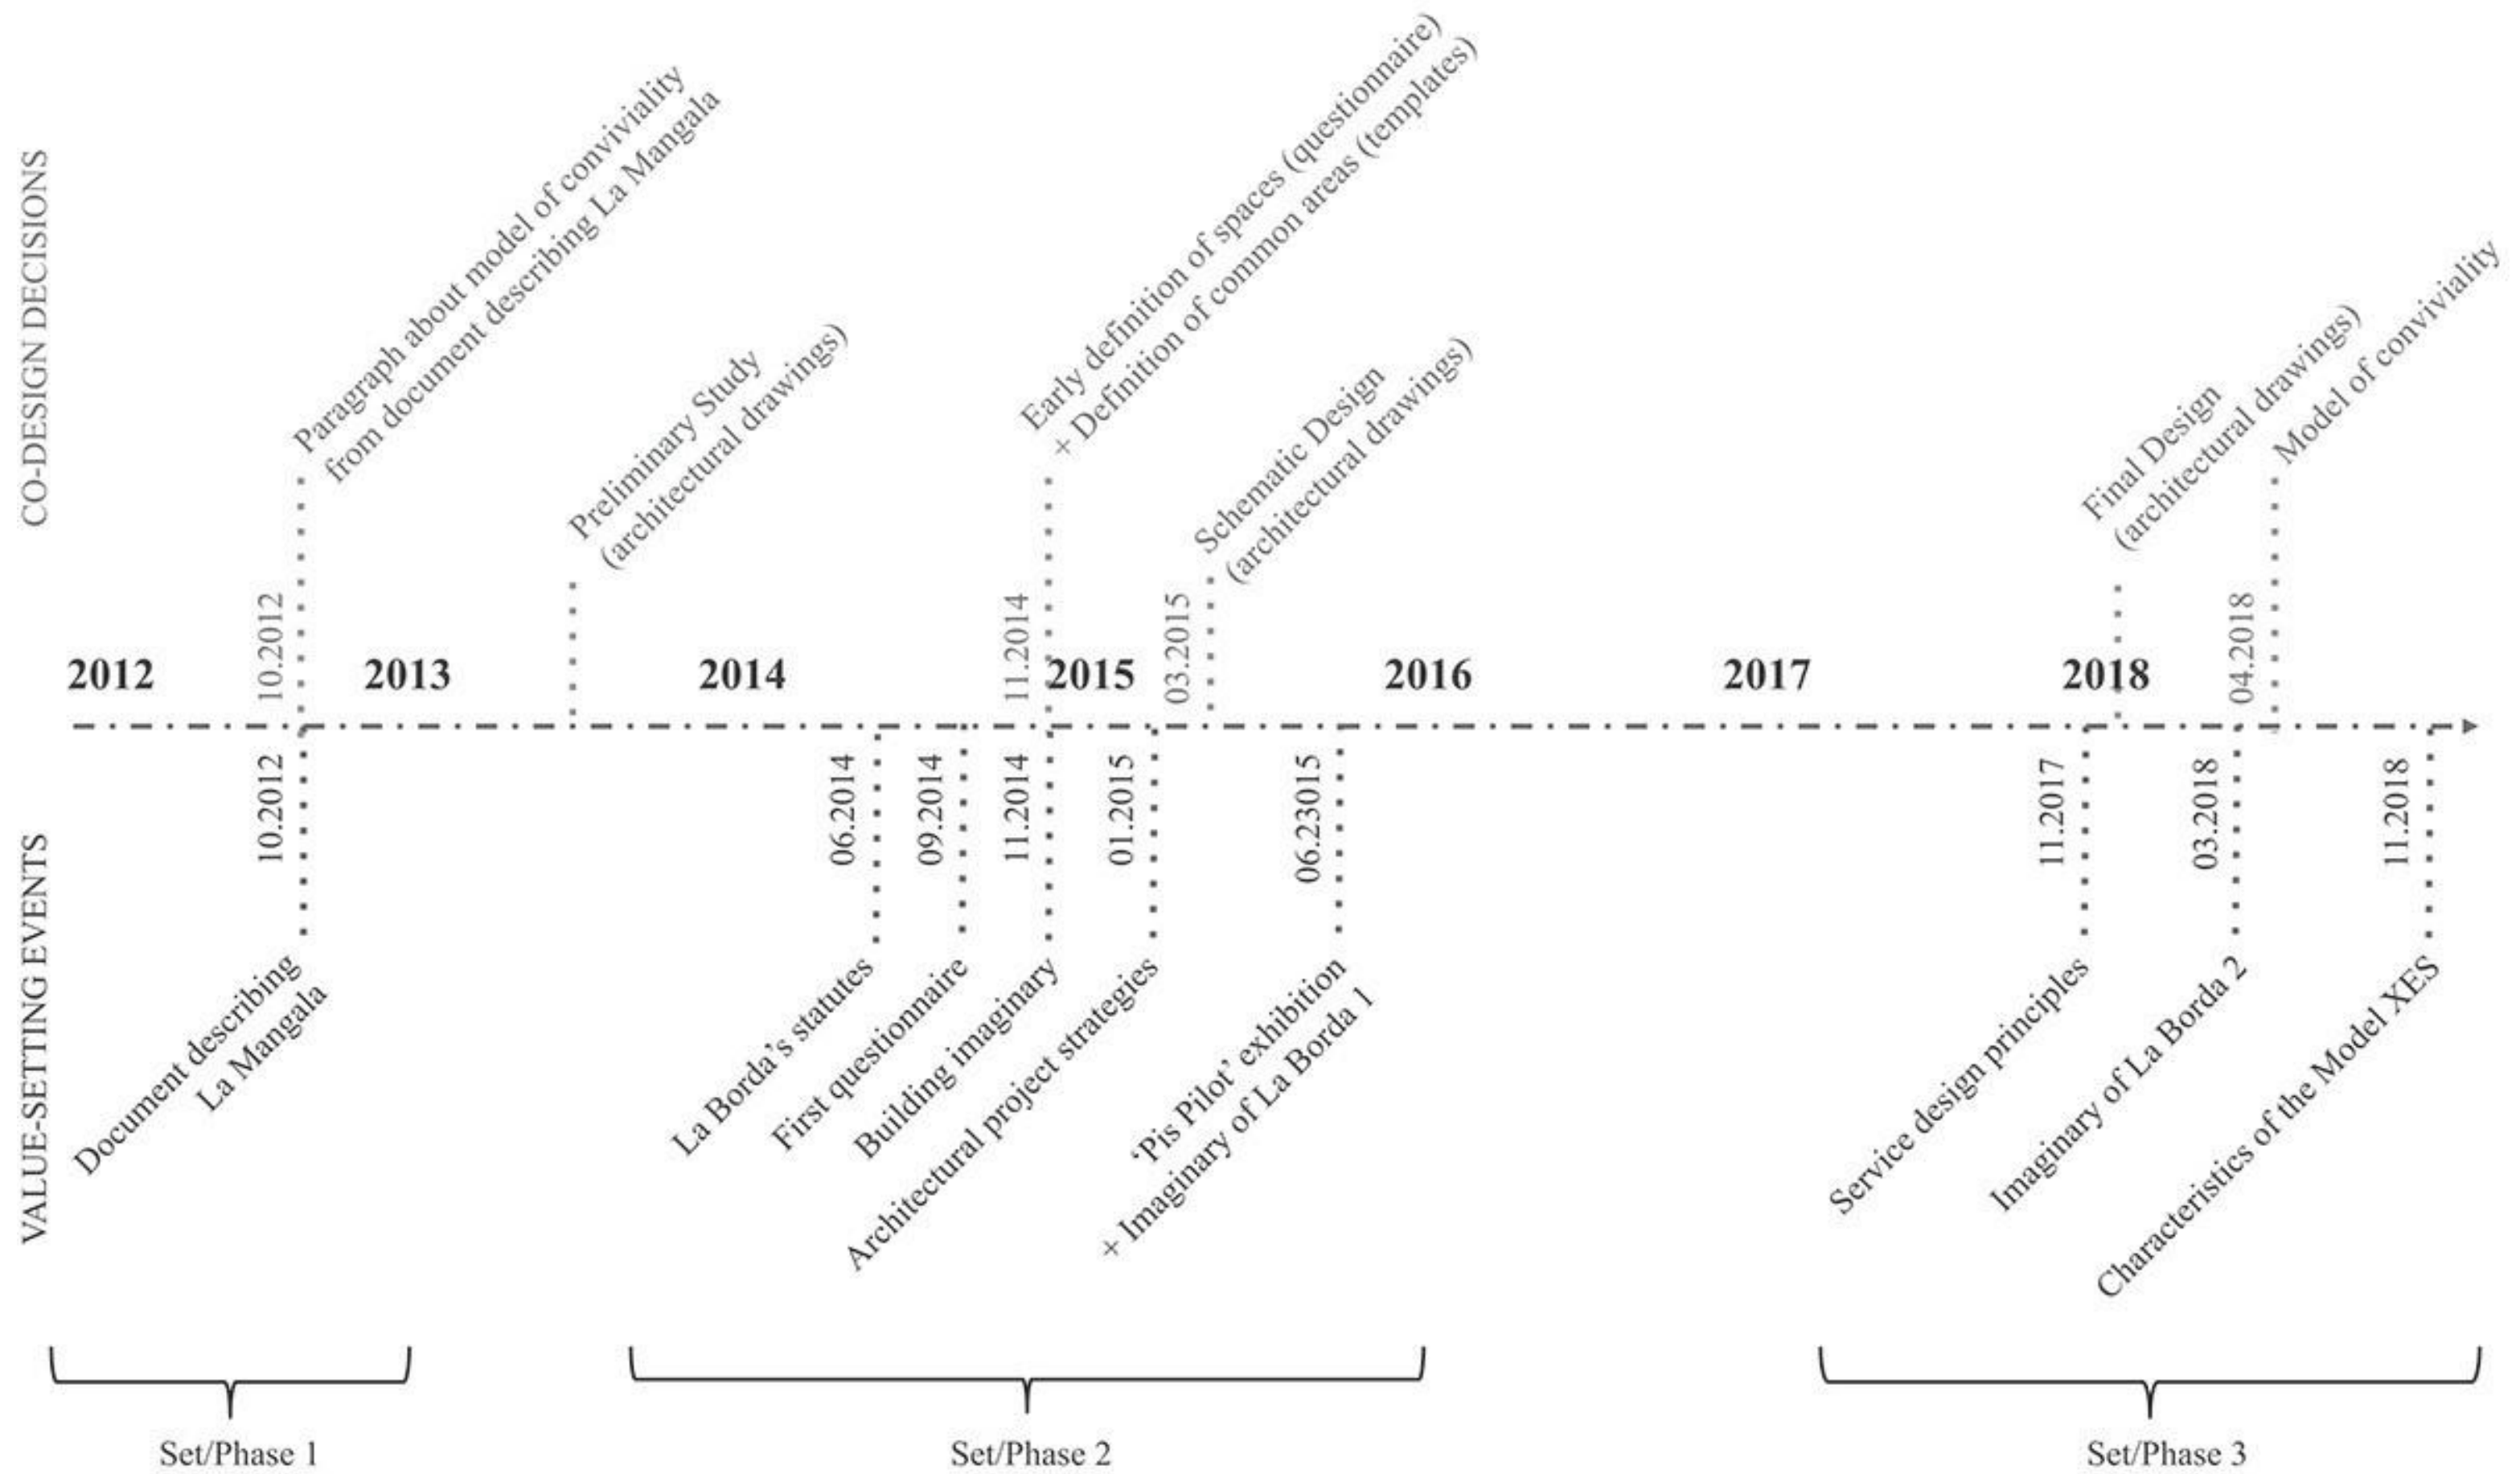 CO-DESIGN DECISIONS
Paragraph about model of conviviality
from document describing La Mangala
Preliminary Study
(architectural drawings)
Early definition of spaces (questionnaire)
+ Definition of common areas (templates)
Schematic Design
(architectural drawings)
Final Design
(architectural drawings)
Model of conviviality
10.2012
11.2014
03.2015
04.2018
2012
2013
2014
2015
2016
2017
2018
10.2012
06.2014
09.2014
11.2014
01.2015
06.23015
11.2017
03.2018
11.2018
VALUE-SETTING EVENTS
Document describing
La Mangala
La Borda’s statutes
First questionnaire
Building imaginary
Architectural project strategies
‘Pis Pilot’ exhibition
+ Imaginary of La Borda 1
Service design principles
Imaginary of La Borda 2
Characteristics of the Model XES
Set/Phase 1
Set/Phase 2
Set/Phase 3